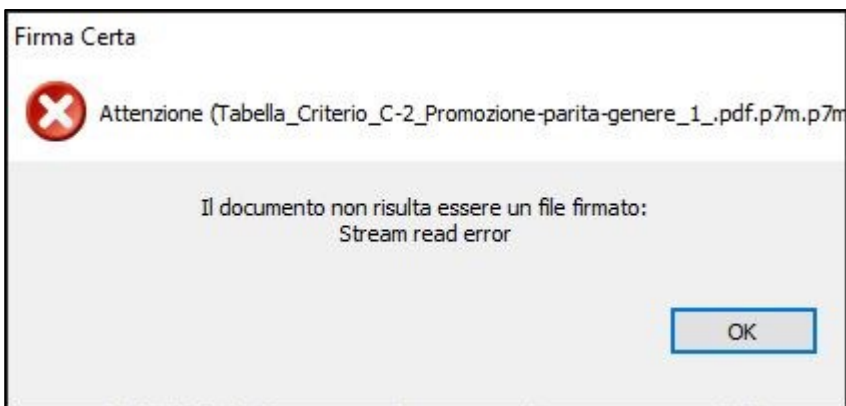 Firma Certa
Attenzione (Tabella_Criterio_C-2_Promozione-parita-genere_1_.pdf.p7m.p7m
Il documento non risulta essere un file firmato:
Stream read error
OK